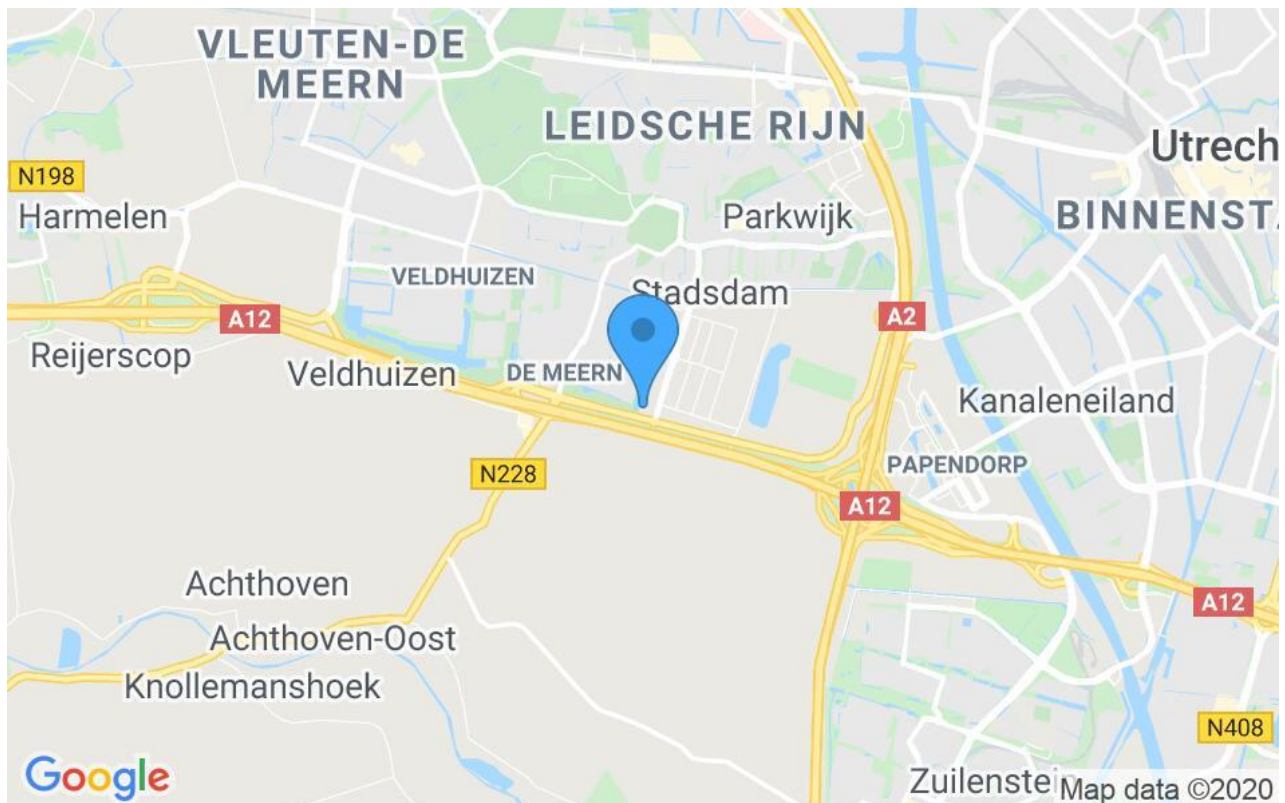 VLEUTEN-DE
MEERN
LEIDSCHE RIJN
Utrech
N198
Harmelen
Parkwijk
BINNENSTA
VELDHUIZEN
Stadsdam
A12
A2
Reijerscop
Veldhuizen
DE MEERN
Kanaleneiland
N228
PAPENDORP
A12
Achthoven
A12
Achthoven-Oost
Knollemanshoek
N408
Google
Zuilenstein
Map data ©2020